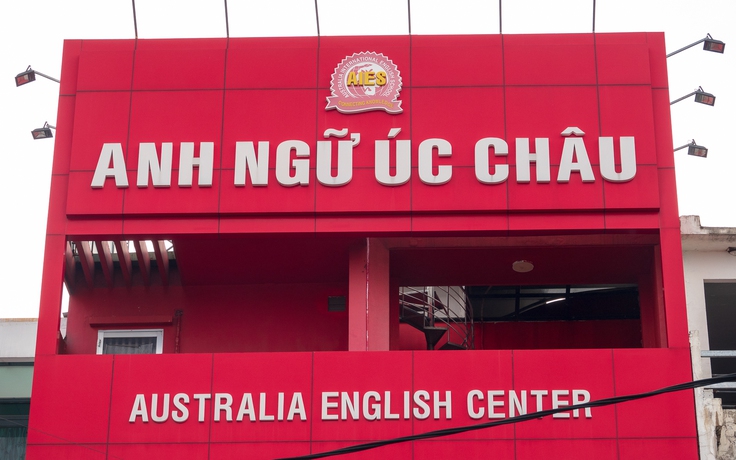 AIES
ANH NGỮ ÚC CHÂU
AUSTRALIA ENGLISH CENTER